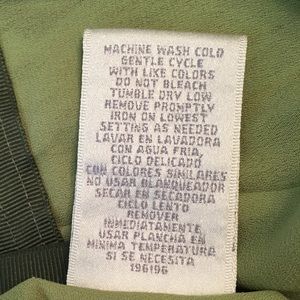 MACHINE WASH COLD
GENTLE CYCLE
WITH LIKE COLORS
DO NOT BLEACH
TUMBLE DRY LOW
REMOVE PROMPTLY
IRON ON LOWEST
SETTING AS NEEDED
LAVAR EN LAVADORA
CON AGUA FRIA,
CICLO DELICADO
CON COLORES SIMILARES
NO USAR BLANQUEADOR
SECAR EN SECADORA
CICLO LENTO
REMOVER
INMEDIATAMENTE
USAR PLANCHA EN
MINIMA TEMPERATURA
SI SE NECESITA
196196